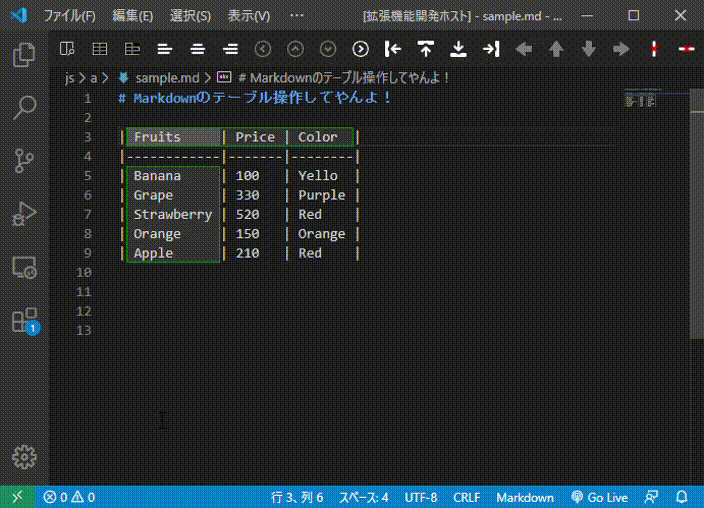 ファイル(F) 編集(E) 選択(S) 表示(V) ··· [拡張機能開発ホスト] - sample.md - ...
js > a > sample.md > abc # Markdownのテーブル操作してやんよ！
1 # Markdownのテーブル操作してやんよ！
2
3 | Fruits | Price | Color |
4 |------------|-------|--------|
5 | Banana | 100 | Yello |
6 | Grape | 330 | Purple |
7 | Strawberry | 520 | Red |
8 | Orange | 150 | Orange |
9 | Apple | 210 | Red |
10
11
12
13
1
0 0 行 3、列 6 スペース: 4 UTF-8 CRLF Markdown Go Live